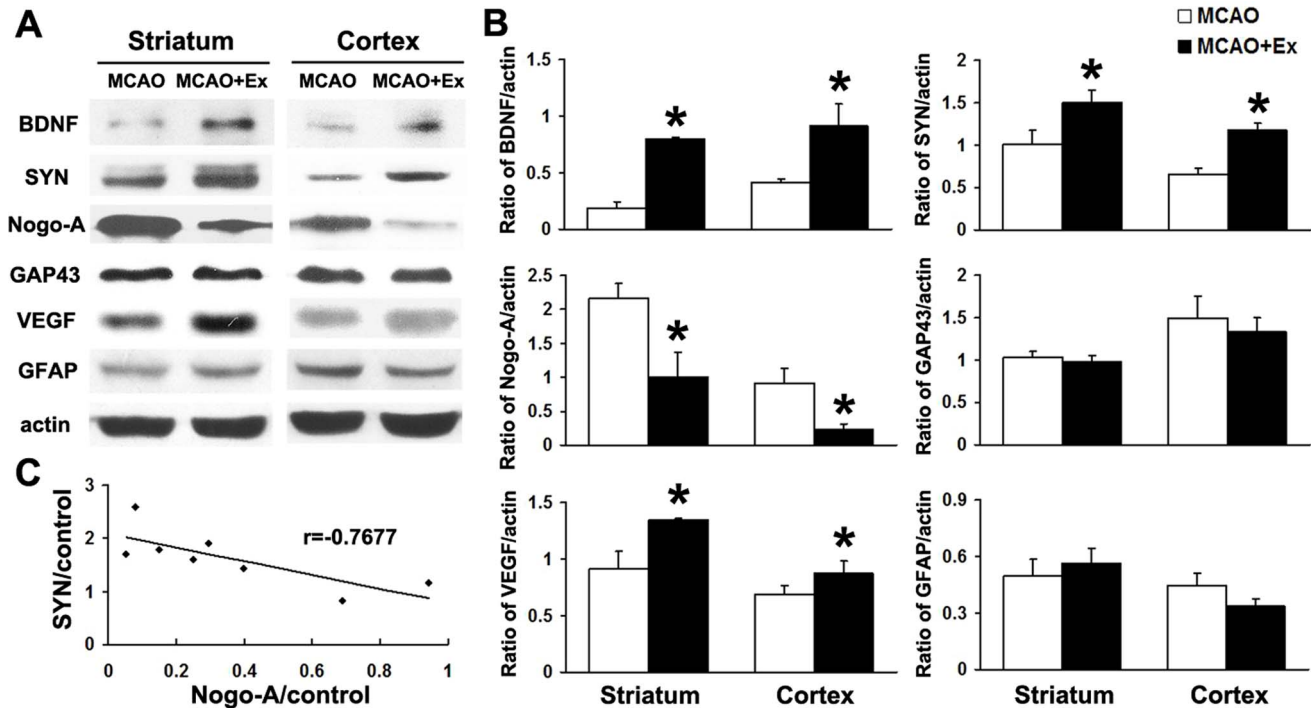 A
Striatum
Cortex
MCAO MCAO+Ex
MCAO MCAO+Ex
BDNF
SYN
Nogo-A
GAP43
VEGF
GFAP
actin
B
MCAO
MCAO+Ex
Ratio of BDNF/actin
1.5
1
0.5
0
*
*
Ratio of SYN/actin
2
1.5
1
0.5
0
*
*
Ratio of Nogo-A/actin
2.5
2
1.5
1
0.5
0
*
*
Ratio of GAP43/actin
2
1.5
1
0.5
0
Ratio of VEGF/actin
1.5
1
0.5
0
*
*
Striatum Cortex
Ratio of GFAP/actin
0.9
0.6
0.3
0
Striatum Cortex
C
SYN/control
3
2
1
0
r=-0.7677
0 0.2 0.4 0.6 0.8 1
Nogo-A/control